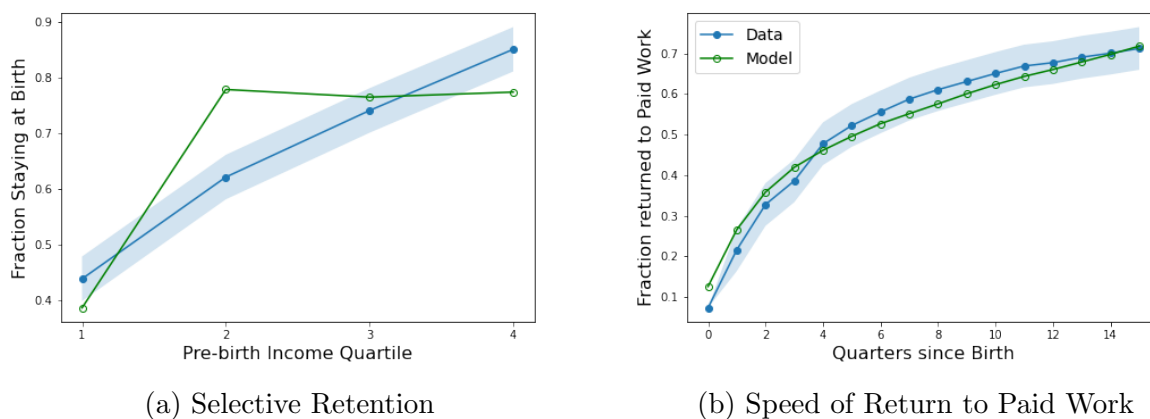 0.9
0.8
0.7
0.6
0.5
0.4
Fraction Staying at Birth
1 2 3 4
Pre-birth Income Quartile
(a) Selective Retention
Data
Model
0.7
0.6
0.5
0.4
0.3
0.2
0.1
Fraction returned to Paid Work
0 2 4 6 8 10 12 14
Quarters since Birth
(b) Speed of Return to Paid Work